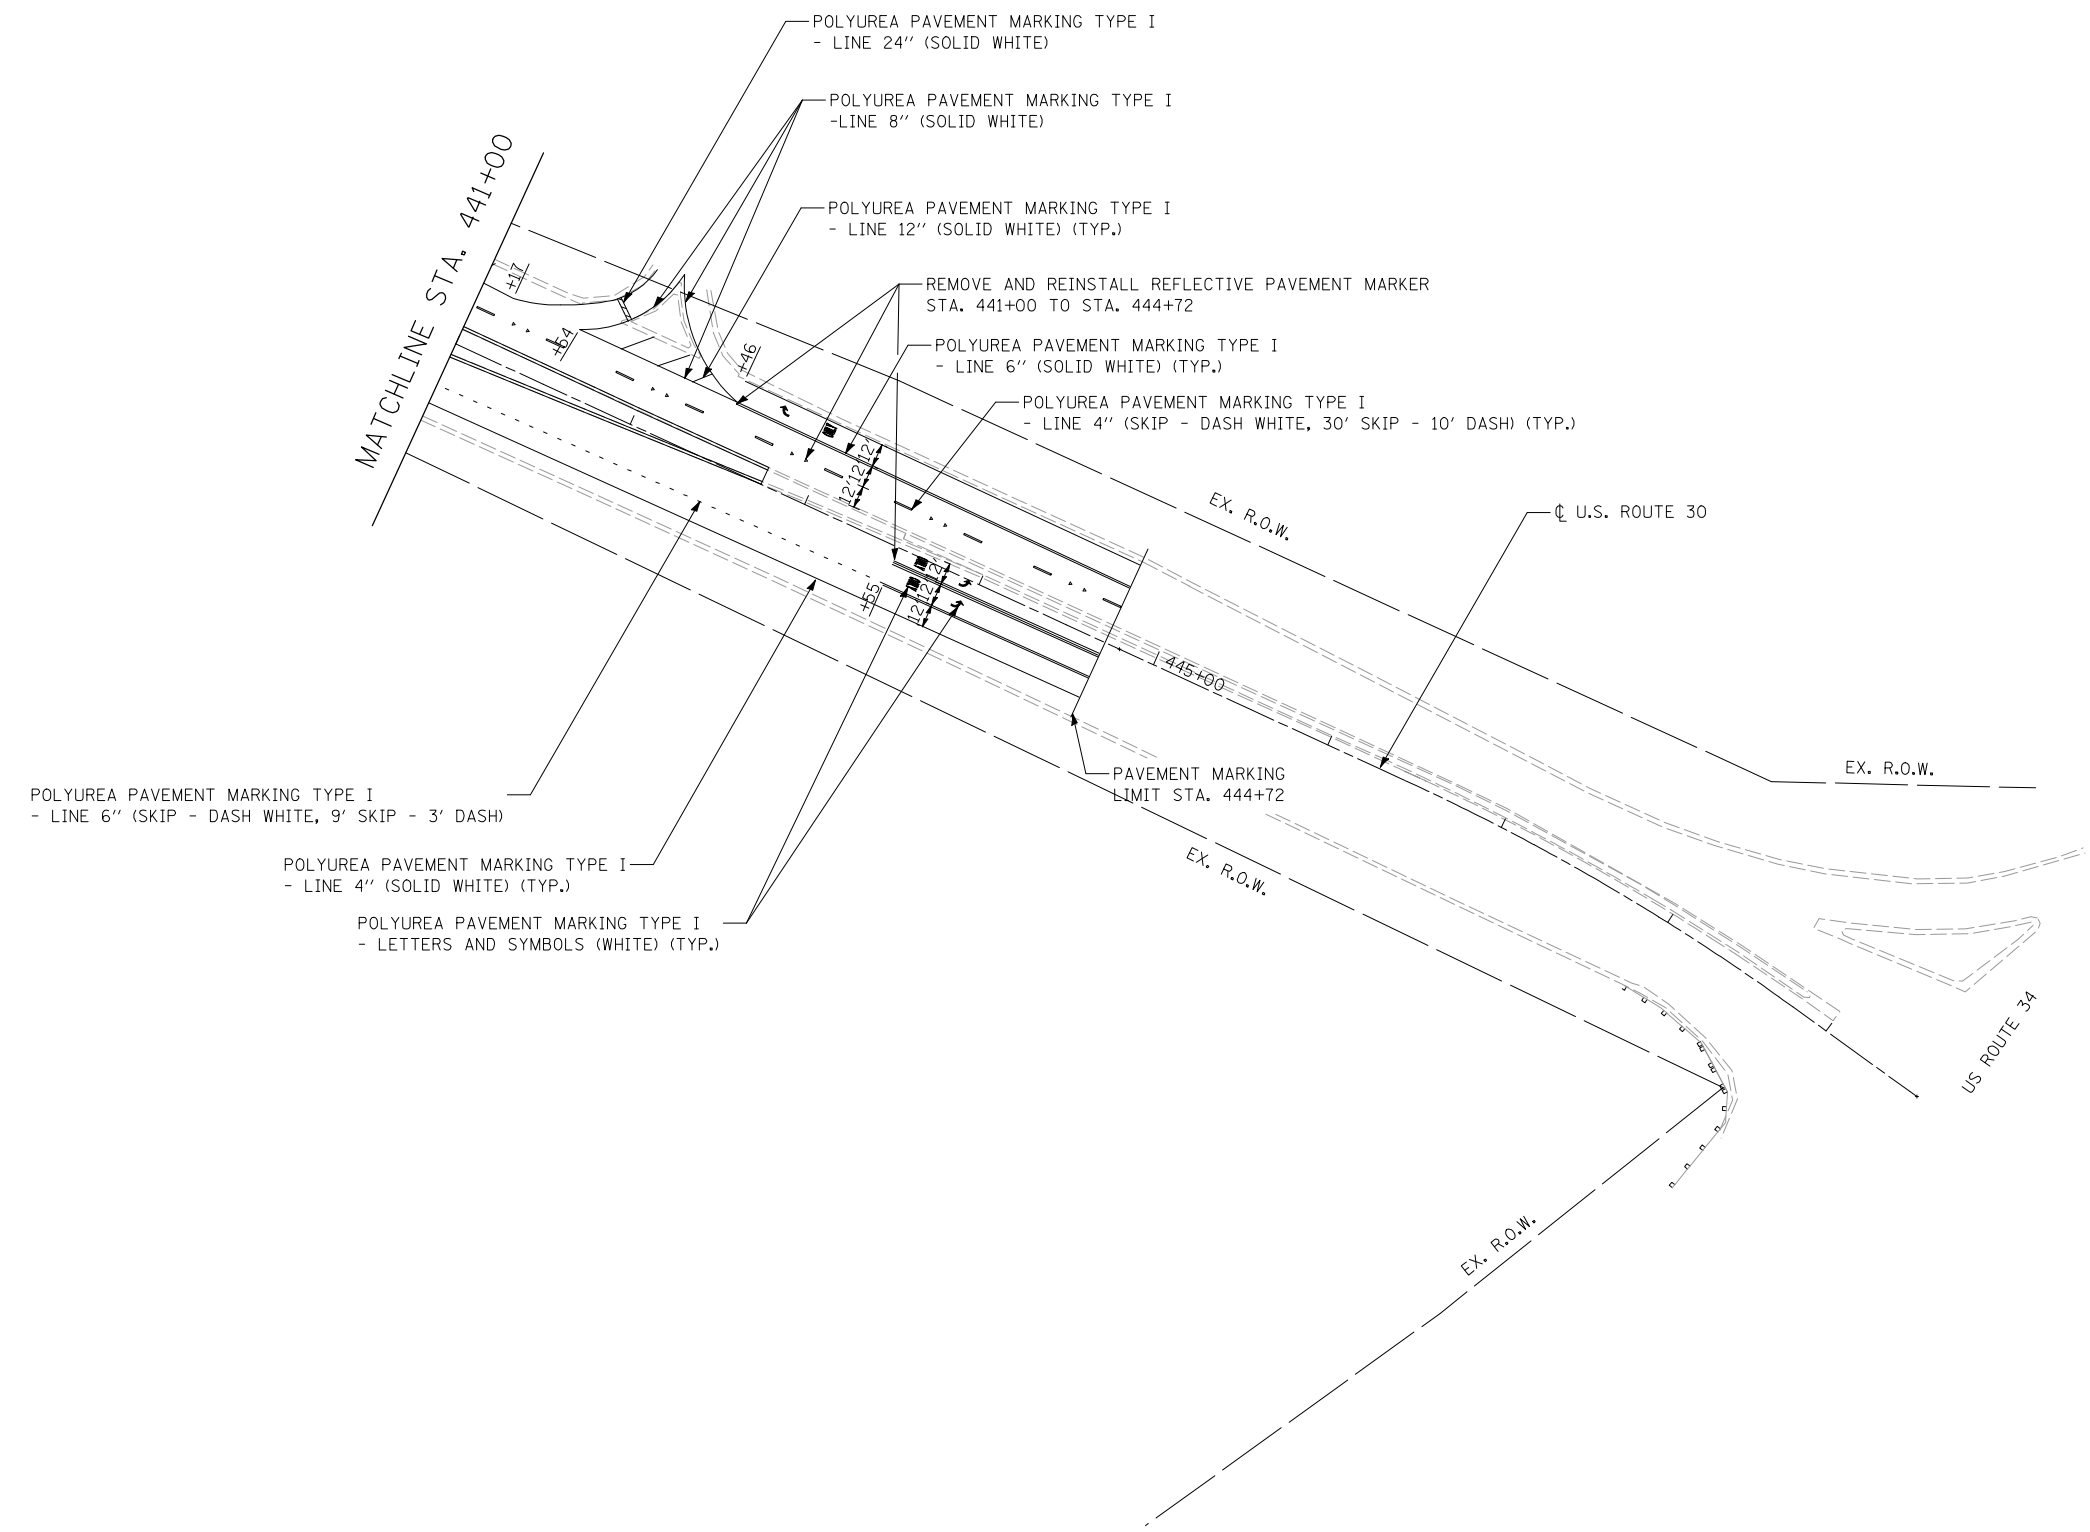 POLYUREA PAVEMENT MARKING TYPE I
- LINE 24" (SOLID WHITE)
POLYUREA PAVEMENT MARKING TYPE I
-LINE 8" (SOLID WHITE)
MATCHLINE STA. 441+00
POLYUREA PAVEMENT MARKING TYPE I
- LINE 12" (SOLID WHITE) (TYP.)
+17
REMOVE AND REINSTALL REFLECTIVE PAVEMENT MARKER
STA. 441+00 TO STA. 444+72
+64
+46
POLYUREA PAVEMENT MARKING TYPE I
- LINE 6" (SOLID WHITE) (TYP.)
POLYUREA PAVEMENT MARKING TYPE I
- LINE 4" (SKIP - DASH WHITE, 30' SKIP - 10' DASH) (TYP.)
12'
12'
12'
EX. R.O.W.
℄ U.S. ROUTE 30
12'
12'
12'
+55
445+00
PAVEMENT MARKING
LIMIT STA. 444+72
EX. R.O.W.
POLYUREA PAVEMENT MARKING TYPE I
- LINE 6" (SKIP - DASH WHITE, 9' SKIP - 3' DASH)
POLYUREA PAVEMENT MARKING TYPE I
- LINE 4" (SOLID WHITE) (TYP.)
EX. R.O.W.
POLYUREA PAVEMENT MARKING TYPE I
- LETTERS AND SYMBOLS (WHITE) (TYP.)
US ROUTE 34
EX. R.O.W.